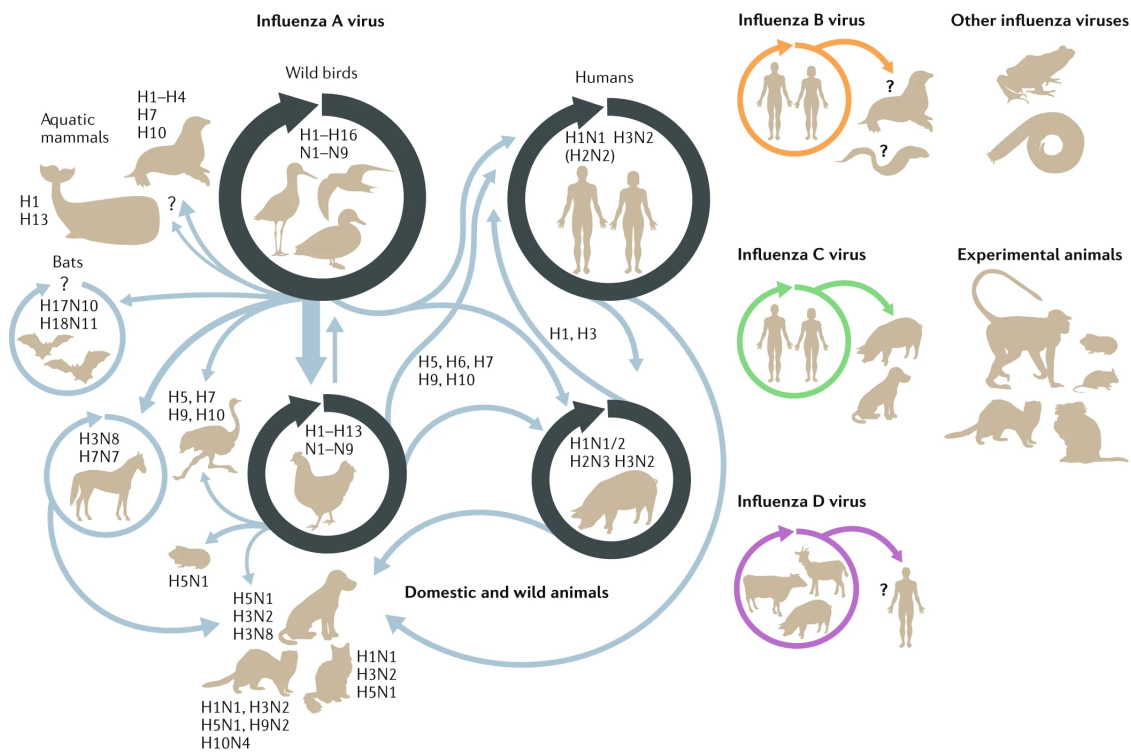 Influenza A virus
Wild birds
Humans
H1–H4
H7
H10
Aquatic
mammals
H1
H13
?
H1–H16
N1–N9
H1N1 H3N2
(H2N2)
Bats
?
H17N10
H18N11
H1, H3
H5, H6, H7
H9, H10
H5, H7
H9, H10
H3N8
H7N7
H1–H13
N1–N9
H1N1/2
H2N3 H3N2
H5N1
Domestic and wild animals
H5N1
H3N2
H3N8
H1N1
H3N2
H5N1
H1N1, H3N2
H5N1, H9N2
H10N4
Influenza B virus
?
?
Other influenza viruses
Influenza C virus
Experimental animals
Influenza D virus
?